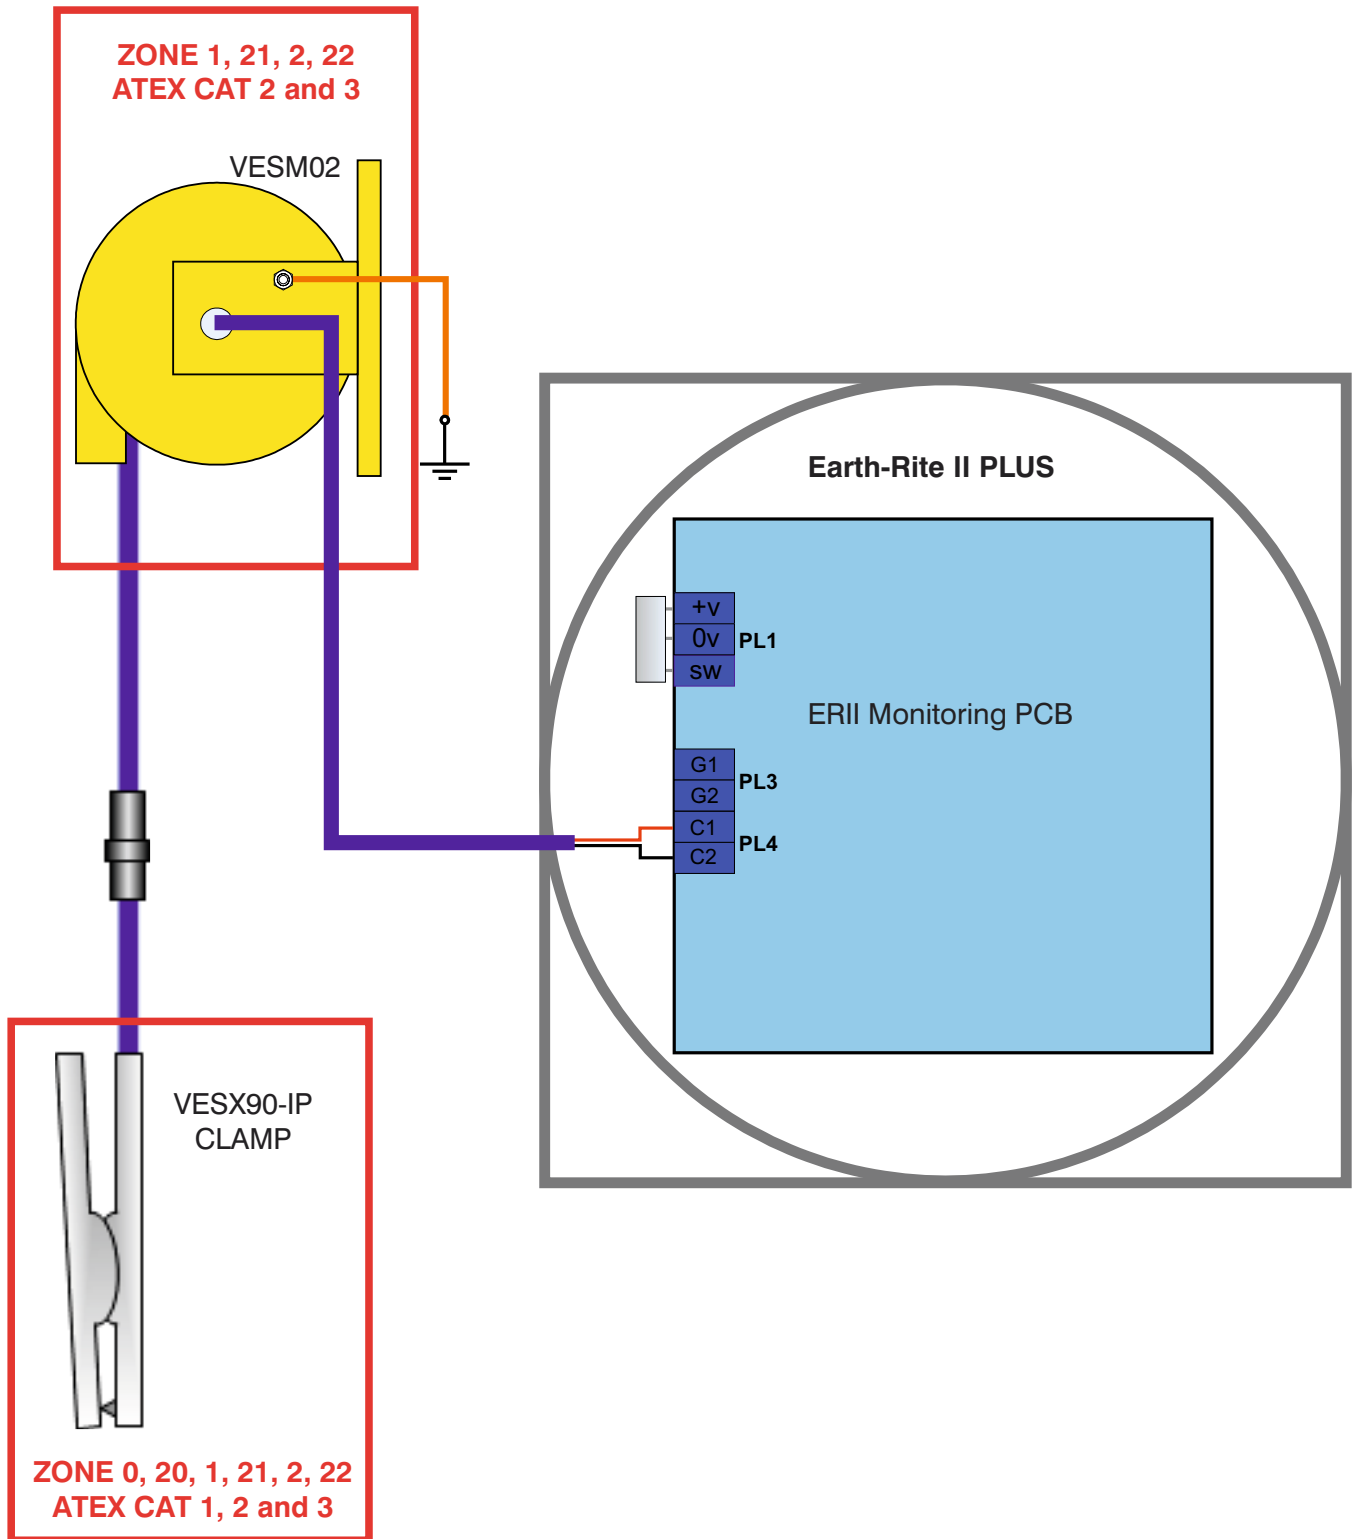 ZONE 1, 21, 2, 22
ATEX CAT 2 and 3
VESM02
Earth-Rite II PLUS
+v
0v
sw
PL1
ERII Monitoring PCB
G1
G2
PL3
C1
C2
PL4
VESX90-IP
CLAMP
ZONE 0, 20, 1, 21, 2, 22
ATEX CAT 1, 2 and 3